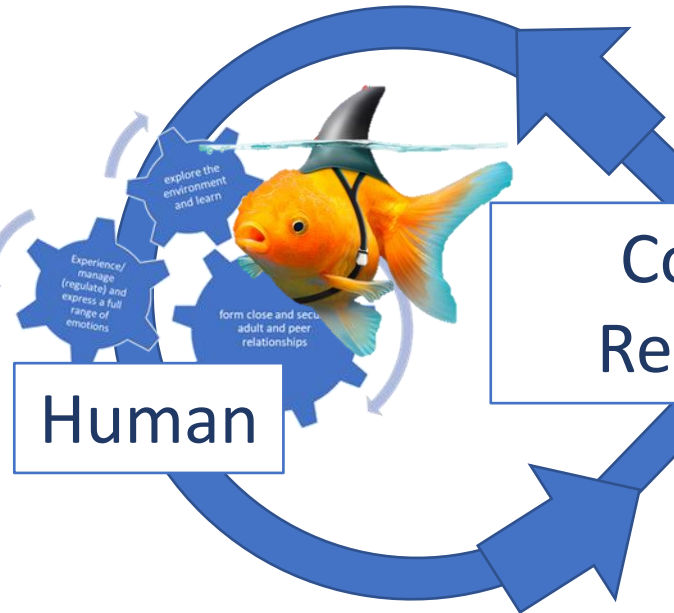 explore the
environment
and learn
Experience/
manage
(regulate) and
express a full
range of
emotions
form close and secu
adult and peer
relationships
Human
Co
Re